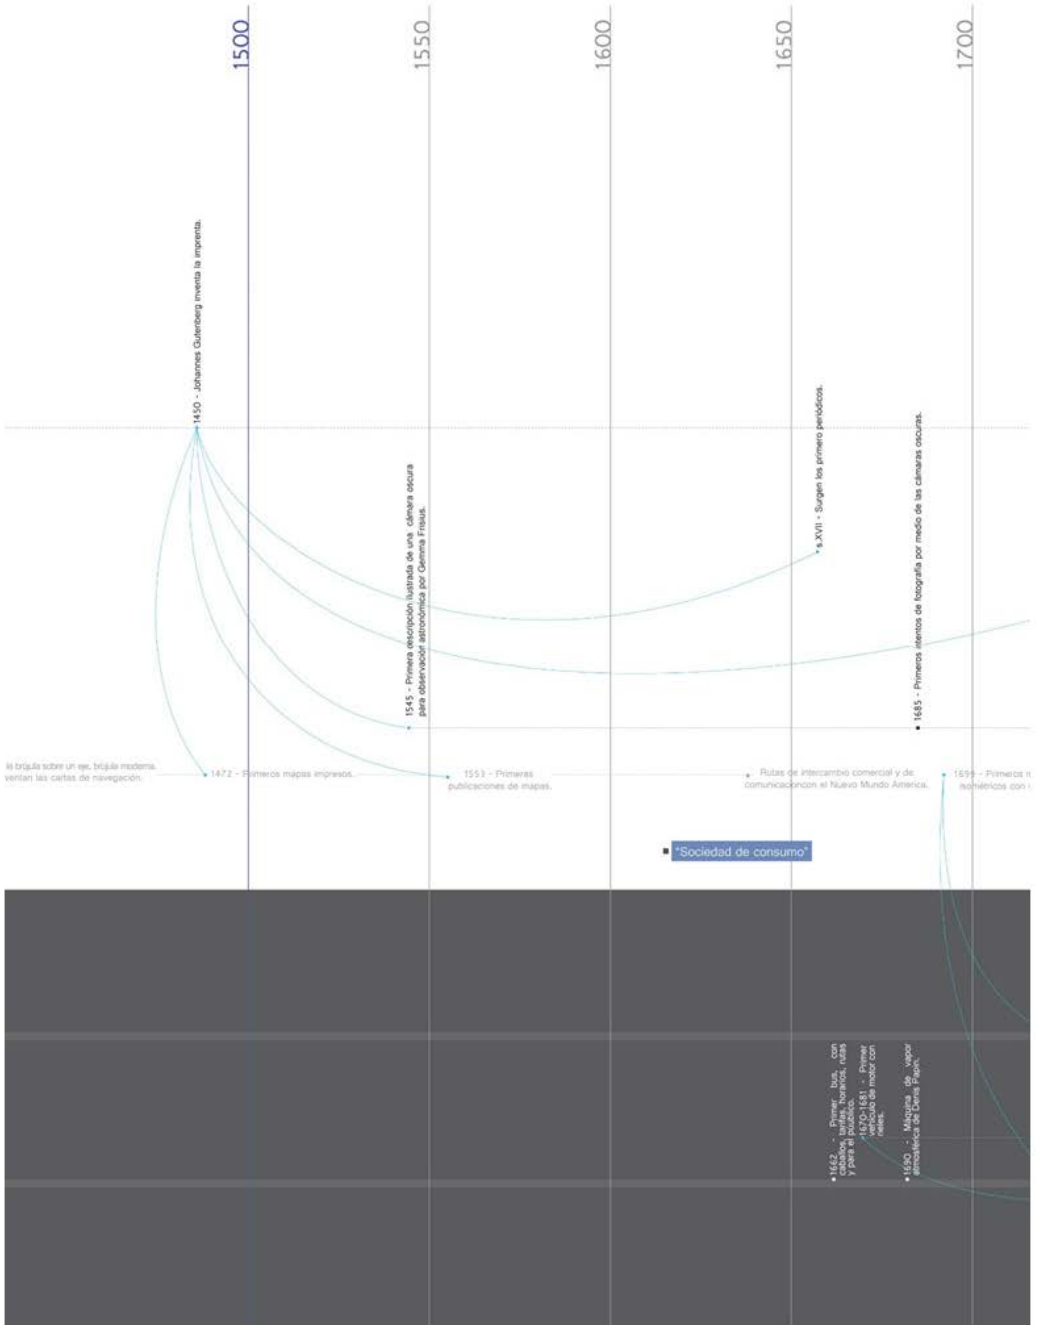 1500
1550
1600
1650
1700
1450 - Johannes Gutenberg inventa la imprenta.
1545 - Primera descripción ilustrada de una cámara oscura
para observación astronómica por Gemma Frisius.
s.XVII - Surgen los primero periódicos.
1685 - Primeros intentos de fotografía por medio de las cámaras oscuras.
la brújula sobre un eje, brújula moderna.
ventan las cartas de navegación.
1472 - Primeros mapas impresos.
1553 - Primeras
publicaciones de mapas.
Rutas de intercambio comercial y de
comunicacioncon el Nuevo Mundo America.
1699 - Primeros
isométricos con
"Sociedad de consumo"
1662 - Primer bus, con
caballos, tarifas, horarios, rutas
y para el púublico.
1670-1681 - Primer
vehículo de motor con
1690 - Máquina de vapor
atmosférica de Denis Papin.